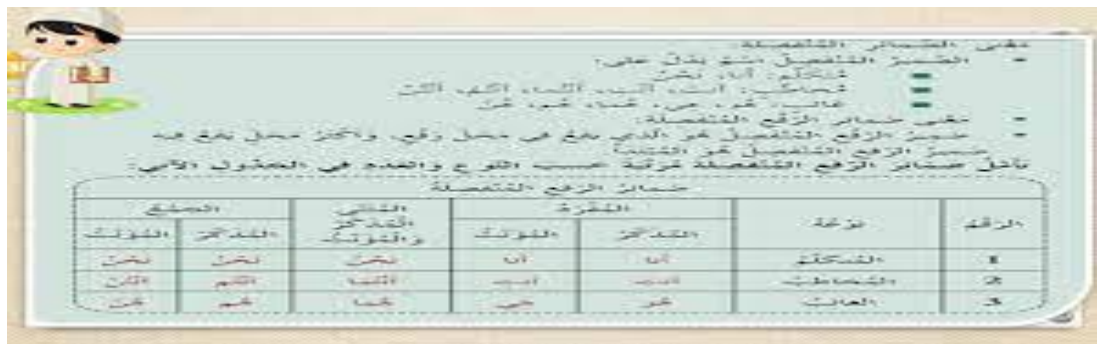 معنى الضمائر المنفصلة:
- الضمير المنفصل اسم يدل على:
متكلم: أنا، نحن
مخاطب: أنتَ، أنتِ، أنتما، أنتم، أنتن
غائب: هو، هي، هما، هم، هن
- معنى ضمائر الرفع المنفصلة:
- ضمير الرفع المنفصل هو الذي يقع في محل رفع، وأكثر محل يقع فيه
ضمير الرفع المنفصل هو المبتدأ
تأمل ضمائر الرفع المنفصلة مرتبة حسب النوع والعدد في الجدول الآتي:
ضمائر الرفع المنفصلة
الرقم نوعه المفرد المثنى الجمع
المذكر المؤنث المذكر والمؤنث المذكر المؤنث
1 المتكلم أنا أنا نحن نحن نحن
2 المخاطب أنتَ أنتِ أنتما أنتم أنتن
3 الغائب هو هي هما هم هن